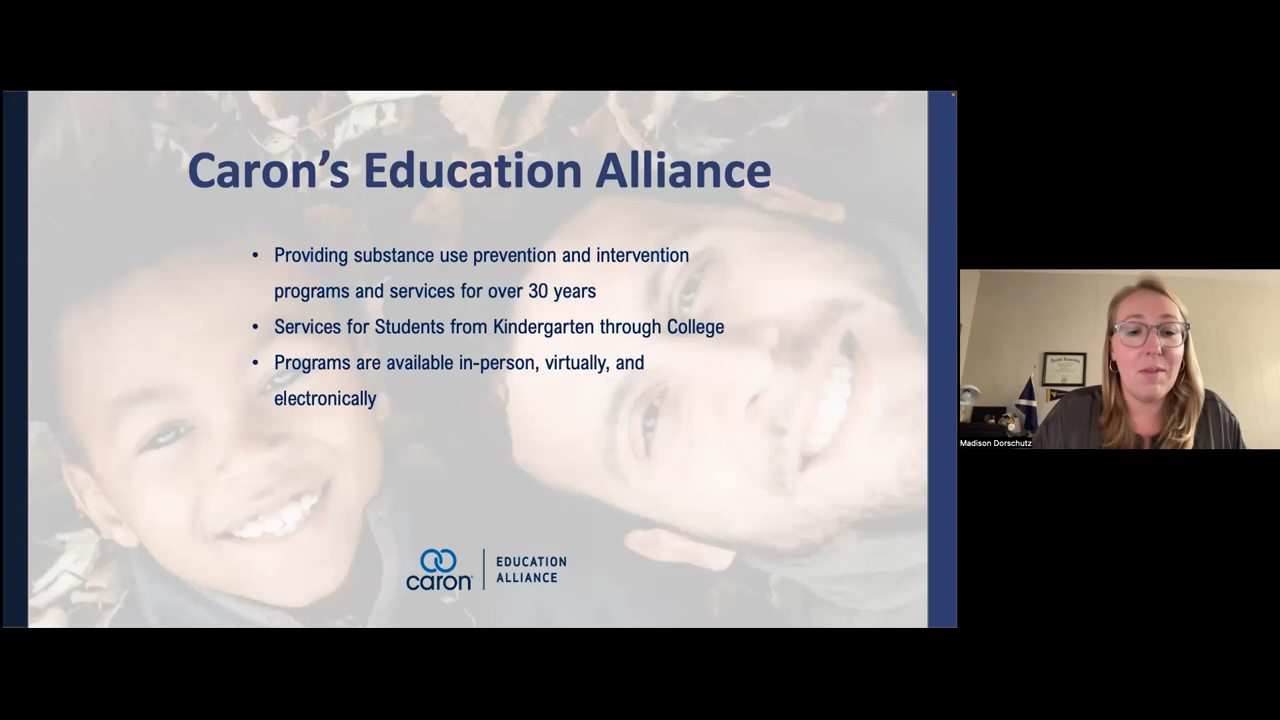 Caron’s Education Alliance
• Providing substance use prevention and intervention
programs and services for over 30 years
• Services for Students from Kindergarten through College
• Programs are available in-person, virtually, and
electronically
caron
EDUCATION
ALLIANCE
Madison Dorschutz